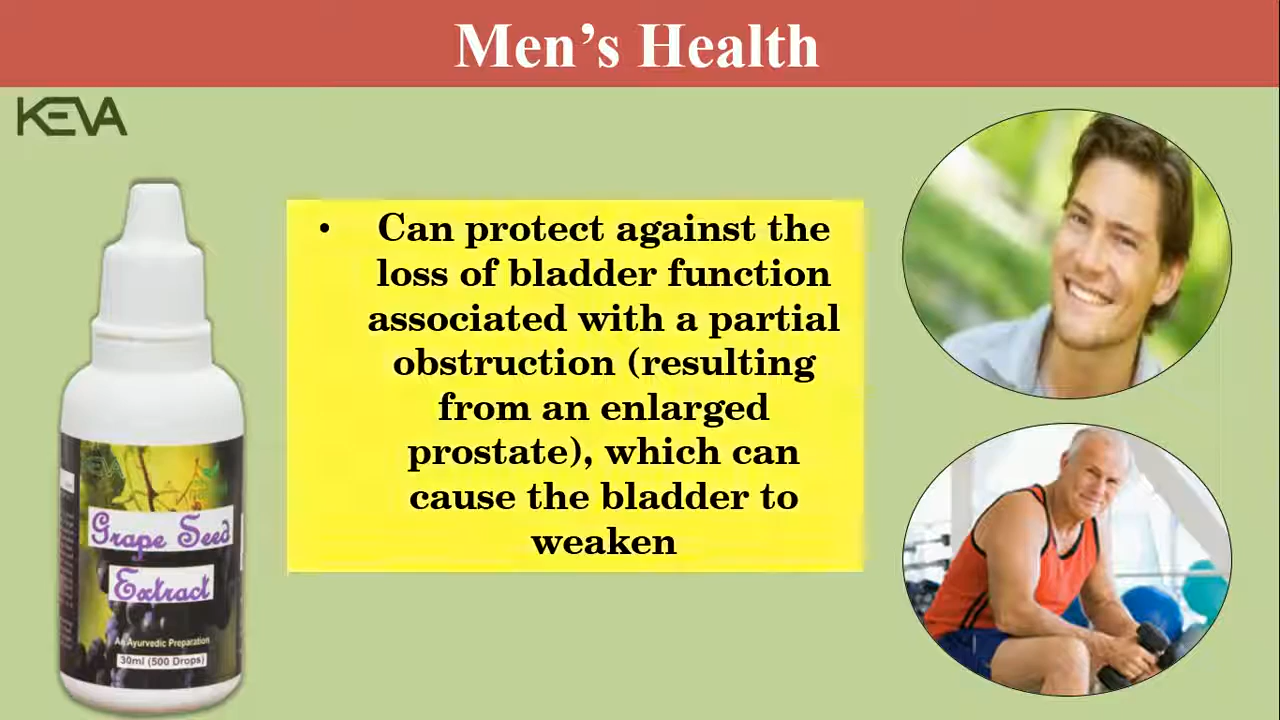 Men’s Health
KEVA
• Can protect against the
loss of bladder function
associated with a partial
obstruction (resulting
from an enlarged
prostate), which can
cause the bladder to
weaken
Grape Seed
Extract
An Ayurvedic Preparation
30ml (500 Drops)